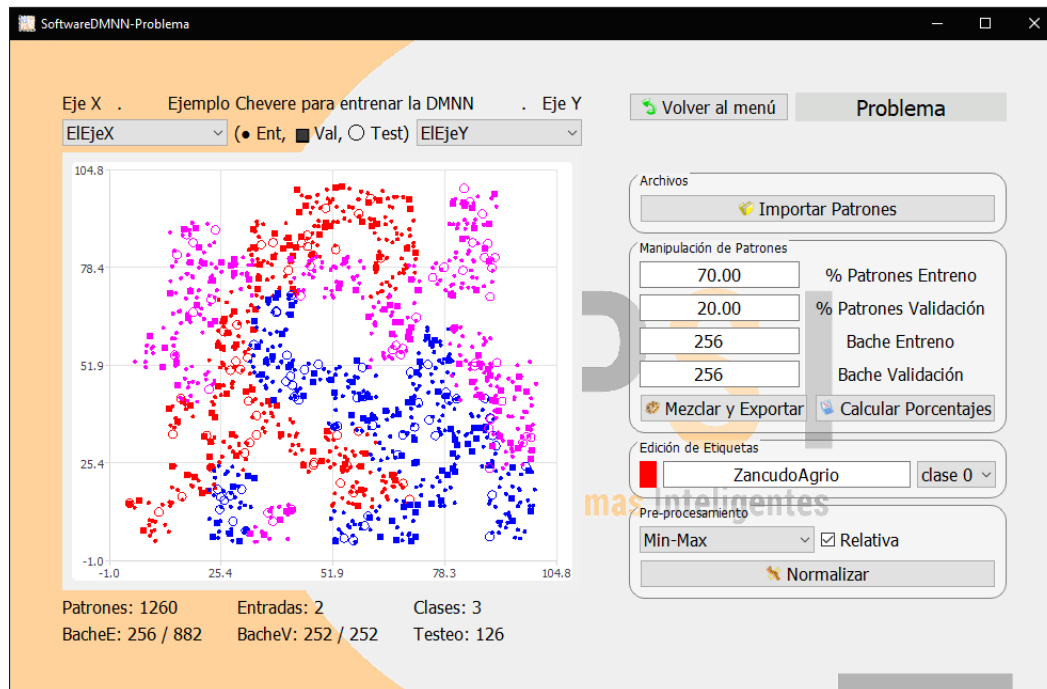 SoftwareDMNN-Problema
Eje X . Ejemplo Chevere para entrenar la DMNN . Eje Y
ElEjeX (● Ent, ■ Val, ○ Test) ElEjeY
104.8
78.4
51.9
25.4
-1.0
-1.0 25.4 51.9 78.3 104.8
Patrones: 1260 Entradas: 2 Clases: 3
BacheE: 256 / 882 BacheV: 252 / 252 Testeo: 126
Volver al menú Problema
Archivos
Importar Patrones
Manipulación de Patrones
70.00 % Patrones Entreno
20.00 % Patrones Validación
256 Bache Entreno
256 Bache Validación
Mezclar y Exportar Calcular Porcentajes
Edición de Etiquetas
ZancudoAgrio clase 0
mas Inteligentes
Pre-procesamiento
Min-Max Relativa
Normalizar